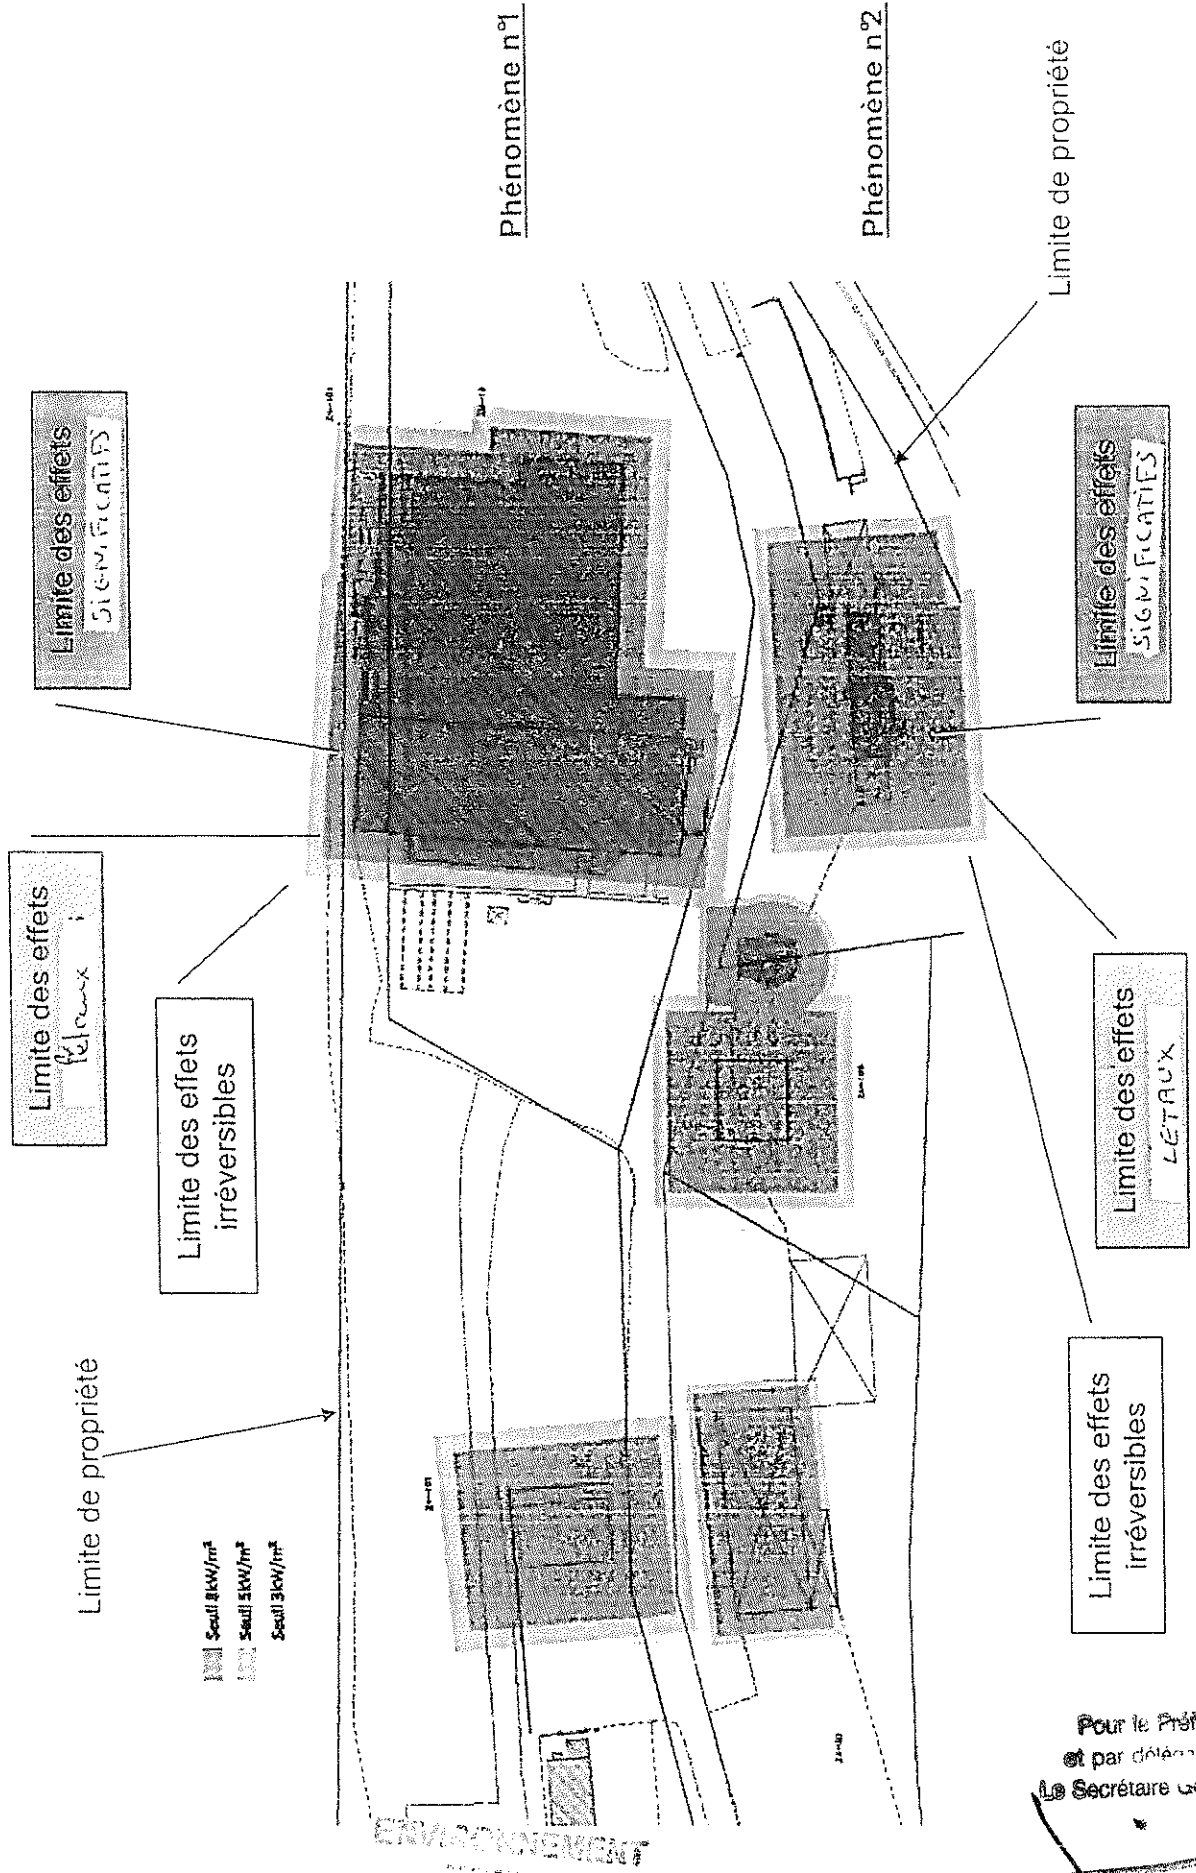 Phénomène n°1
Phénomène n°2
Limite de propriété
Limite des effets
SIGNIFICATIFS
Limite des effets
Limite des effets
irréversibles
Limite de propriété
Seuil 8kW/m²
Seuil 5kW/m²
Seuil 3kW/m²
Limite des effets
SIGNIFICATIFS
Limite des effets
LÉTAUX
Limite des effets
irréversibles
ENVIRONNEMENT
Pour le Préf
et par
Le Secrétaire